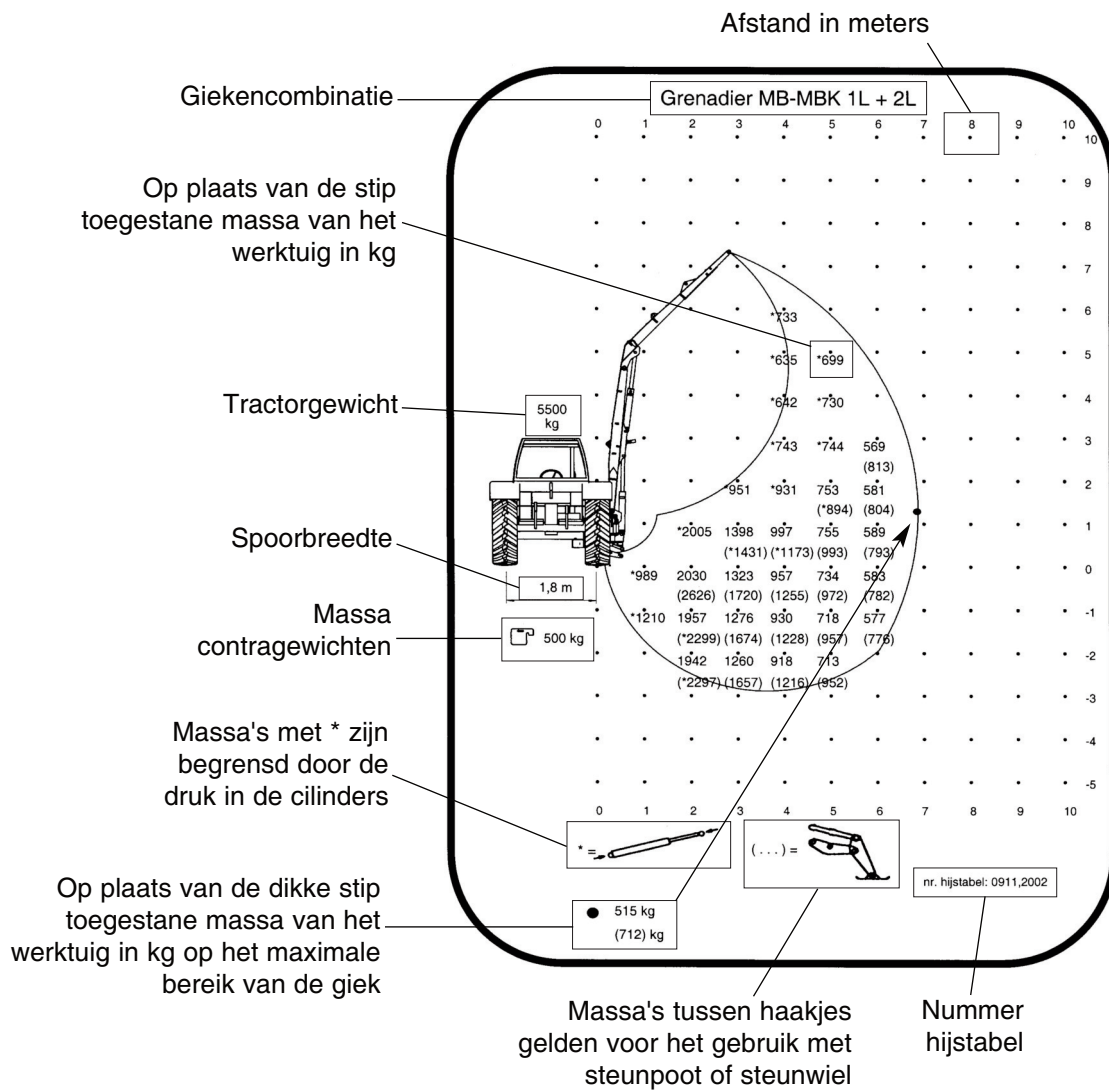 Afstand in meters
Giekencombinatie
Grenadier MB-MBK 1L + 2L
0 1 2 3 4 5 6 7 8 9 10
10
9
Op plaats van de stip
toegestane massa van het
werktuig in kg
8
7
*733
6
*635 *699
5
Tractorgewicht
5500
kg
*642 *730
4
*743 *744 569
3
(813)
*951 *931 753 581
2
(*894) (804)
Spoorbreedte
*2005 1398 997 755 589
1
(*1431) (*1173) (993) (793)
1,8 m
*989 2030 1323 957 734 583
0
(2626) (1720) (1255) (972) (782)
Massa
contragewichten
500 kg
*1210 1957 1276 930 718 577
-1
(*2299) (1674) (1228) (957) (776)
1942 1260 918 713
-2
(*2297) (1657) (1216) (952)
-3
-4
-5
Massa's met * zijn
begrensd door de
druk in de cilinders
0 1 2 3 4 5 6 7 8 9 10
* =
(...) =
nr. hijstabel: 0911,2002
Op plaats van de dikke stip
toegestane massa van het
werktuig in kg op het maximale
bereik van de giek
515 kg
(712) kg
Massa's tussen haakjes
gelden voor het gebruik met
steunpoot of steunwiel
Nummer
hijstabel